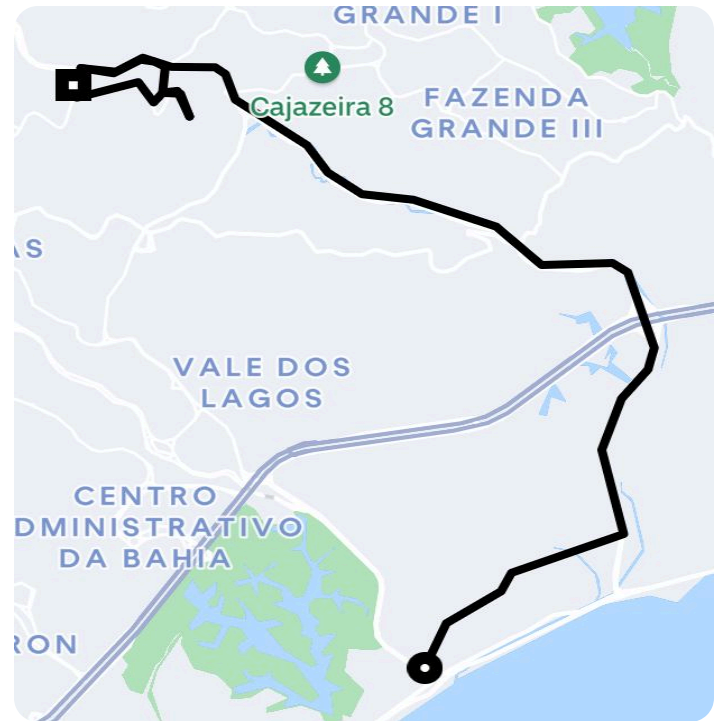 GRANDE I
Cajazeira 8
FAZENDA
GRANDE III
AS
VALE DOS
LAGOS
CENTRO
DMINISTRATIVO
DA BAHIA
RON